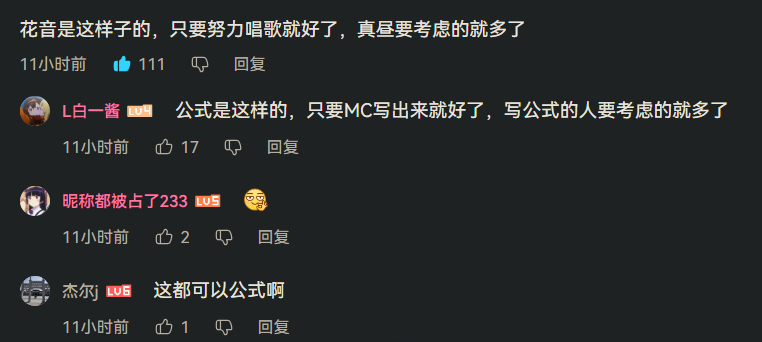 花音是这样子的，只要努力唱歌就好了，真昼要考虑的就多了
11小时前 111 回复
L白一酱 LV4 公式是这样的，只要MC写出来就好了，写公式的人要考虑的就多了
11小时前 17 回复
昵称都被占了233 LV5
11小时前 2 回复
杰尔j LV6 这都可以公式啊
11小时前 1 回复